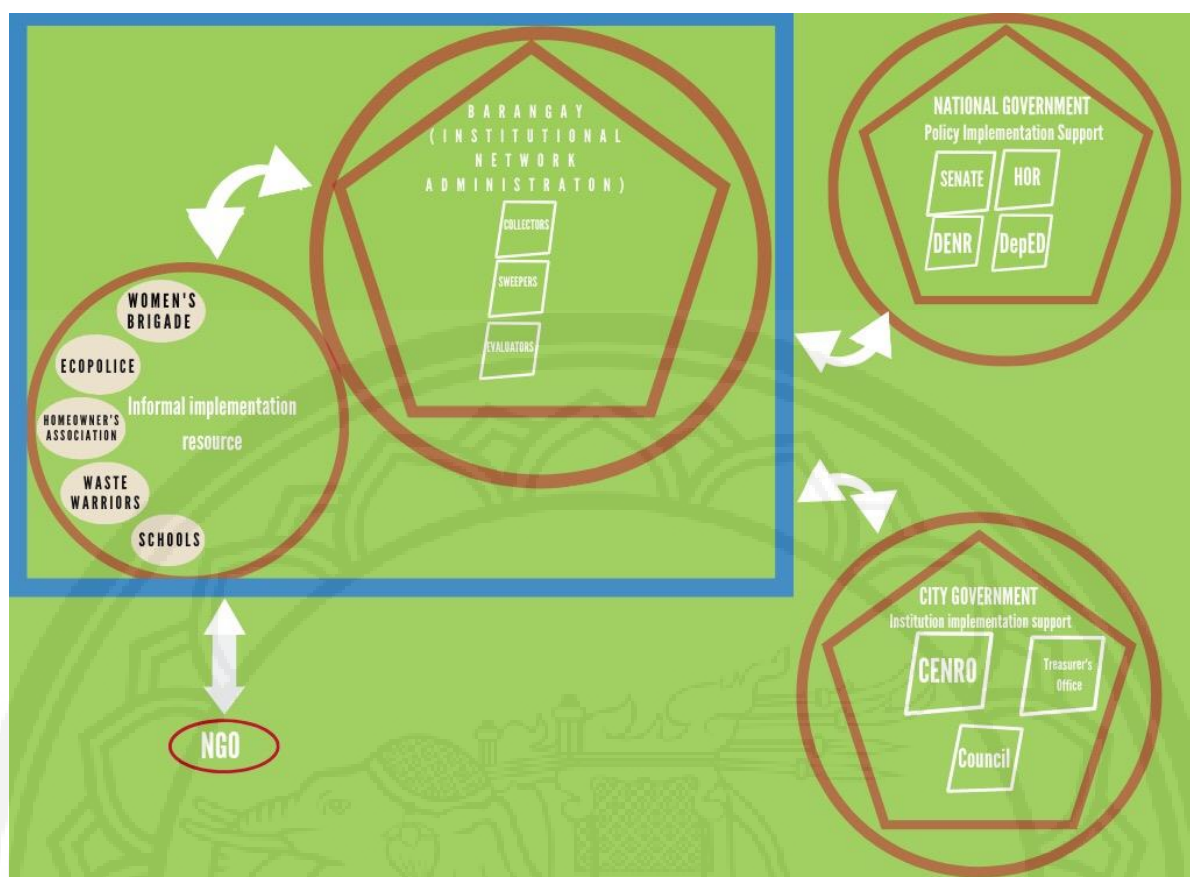 BARANGAY
(INSTITUTIONAL
NETWORK
ADMINISTRATON)
COLLECTORS
SWEEPERS
EVALUATORS
WOMEN'S
BRIGADE
ECOPOLICE
HOMEOWNER'S
ASSOCIATION
WASTE
WARRIORS
SCHOOLS
Informal implementation
resource
NGO
NATIONAL GOVERNMENT
Policy Implementation Support
SENATE
HOR
DENR
DepED
CITY GOVERNMENT
Institution implementation support
CENRO
Treasurer's
Office
Council